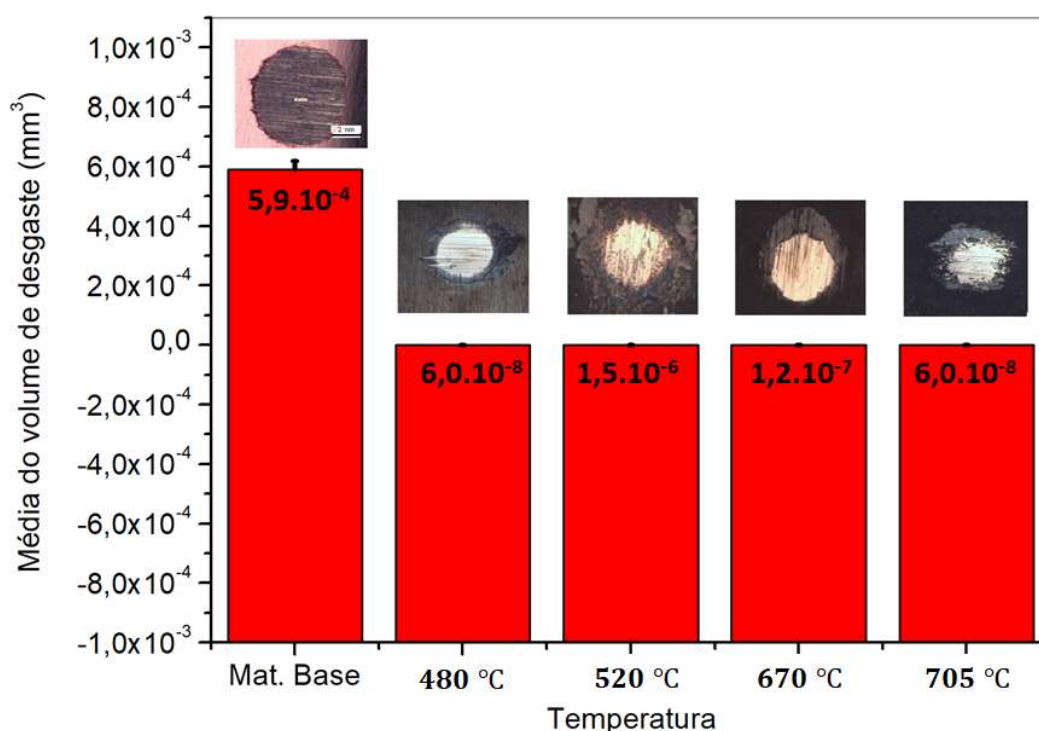 Média do volume de desgaste (mm³)
1,0x10⁻³
8,0x10⁻⁴
6,0x10⁻⁴
4,0x10⁻⁴
2,0x10⁻⁴
0,0
-2,0x10⁻⁴
-4,0x10⁻⁴
-6,0x10⁻⁴
-8,0x10⁻⁴
-1,0x10⁻³
5,9.10⁻⁴
6,0.10⁻⁸
1,5.10⁻⁶
1,2.10⁻⁷
6,0.10⁻⁸
Mat. Base
480 °C
520 °C
670 °C
705 °C
Temperatura